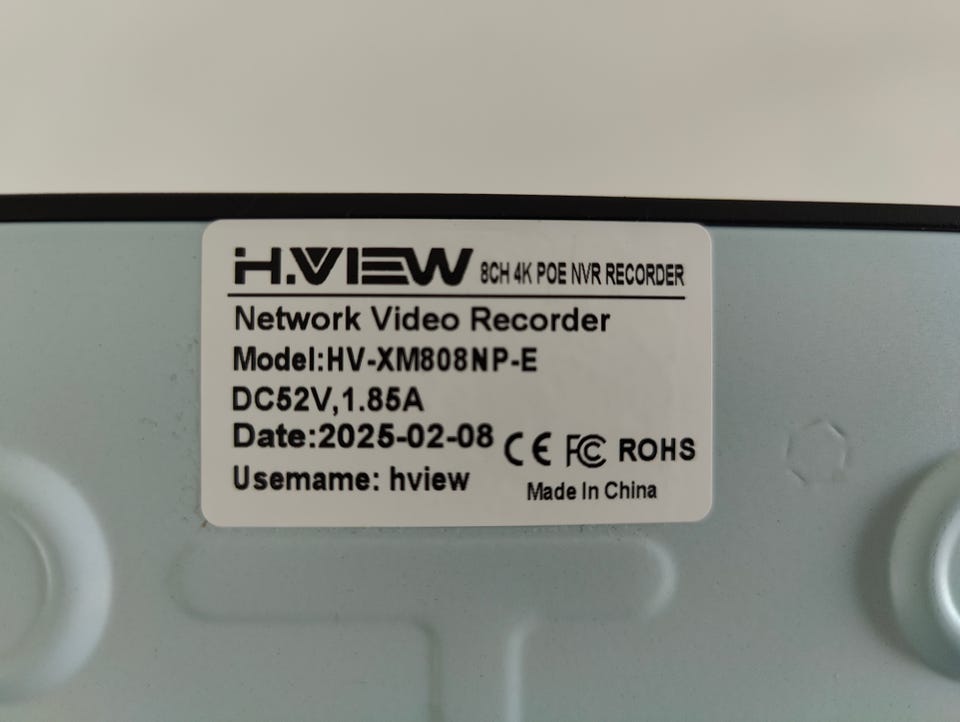 H.VIEW 8CH 4K POE NVR RECORDER
Network Video Recorder
Model:HV-XM808NP-E
DC52V,1.85A
Date:2025-02-08
CE FC ROHS
Username: hview
Made In China